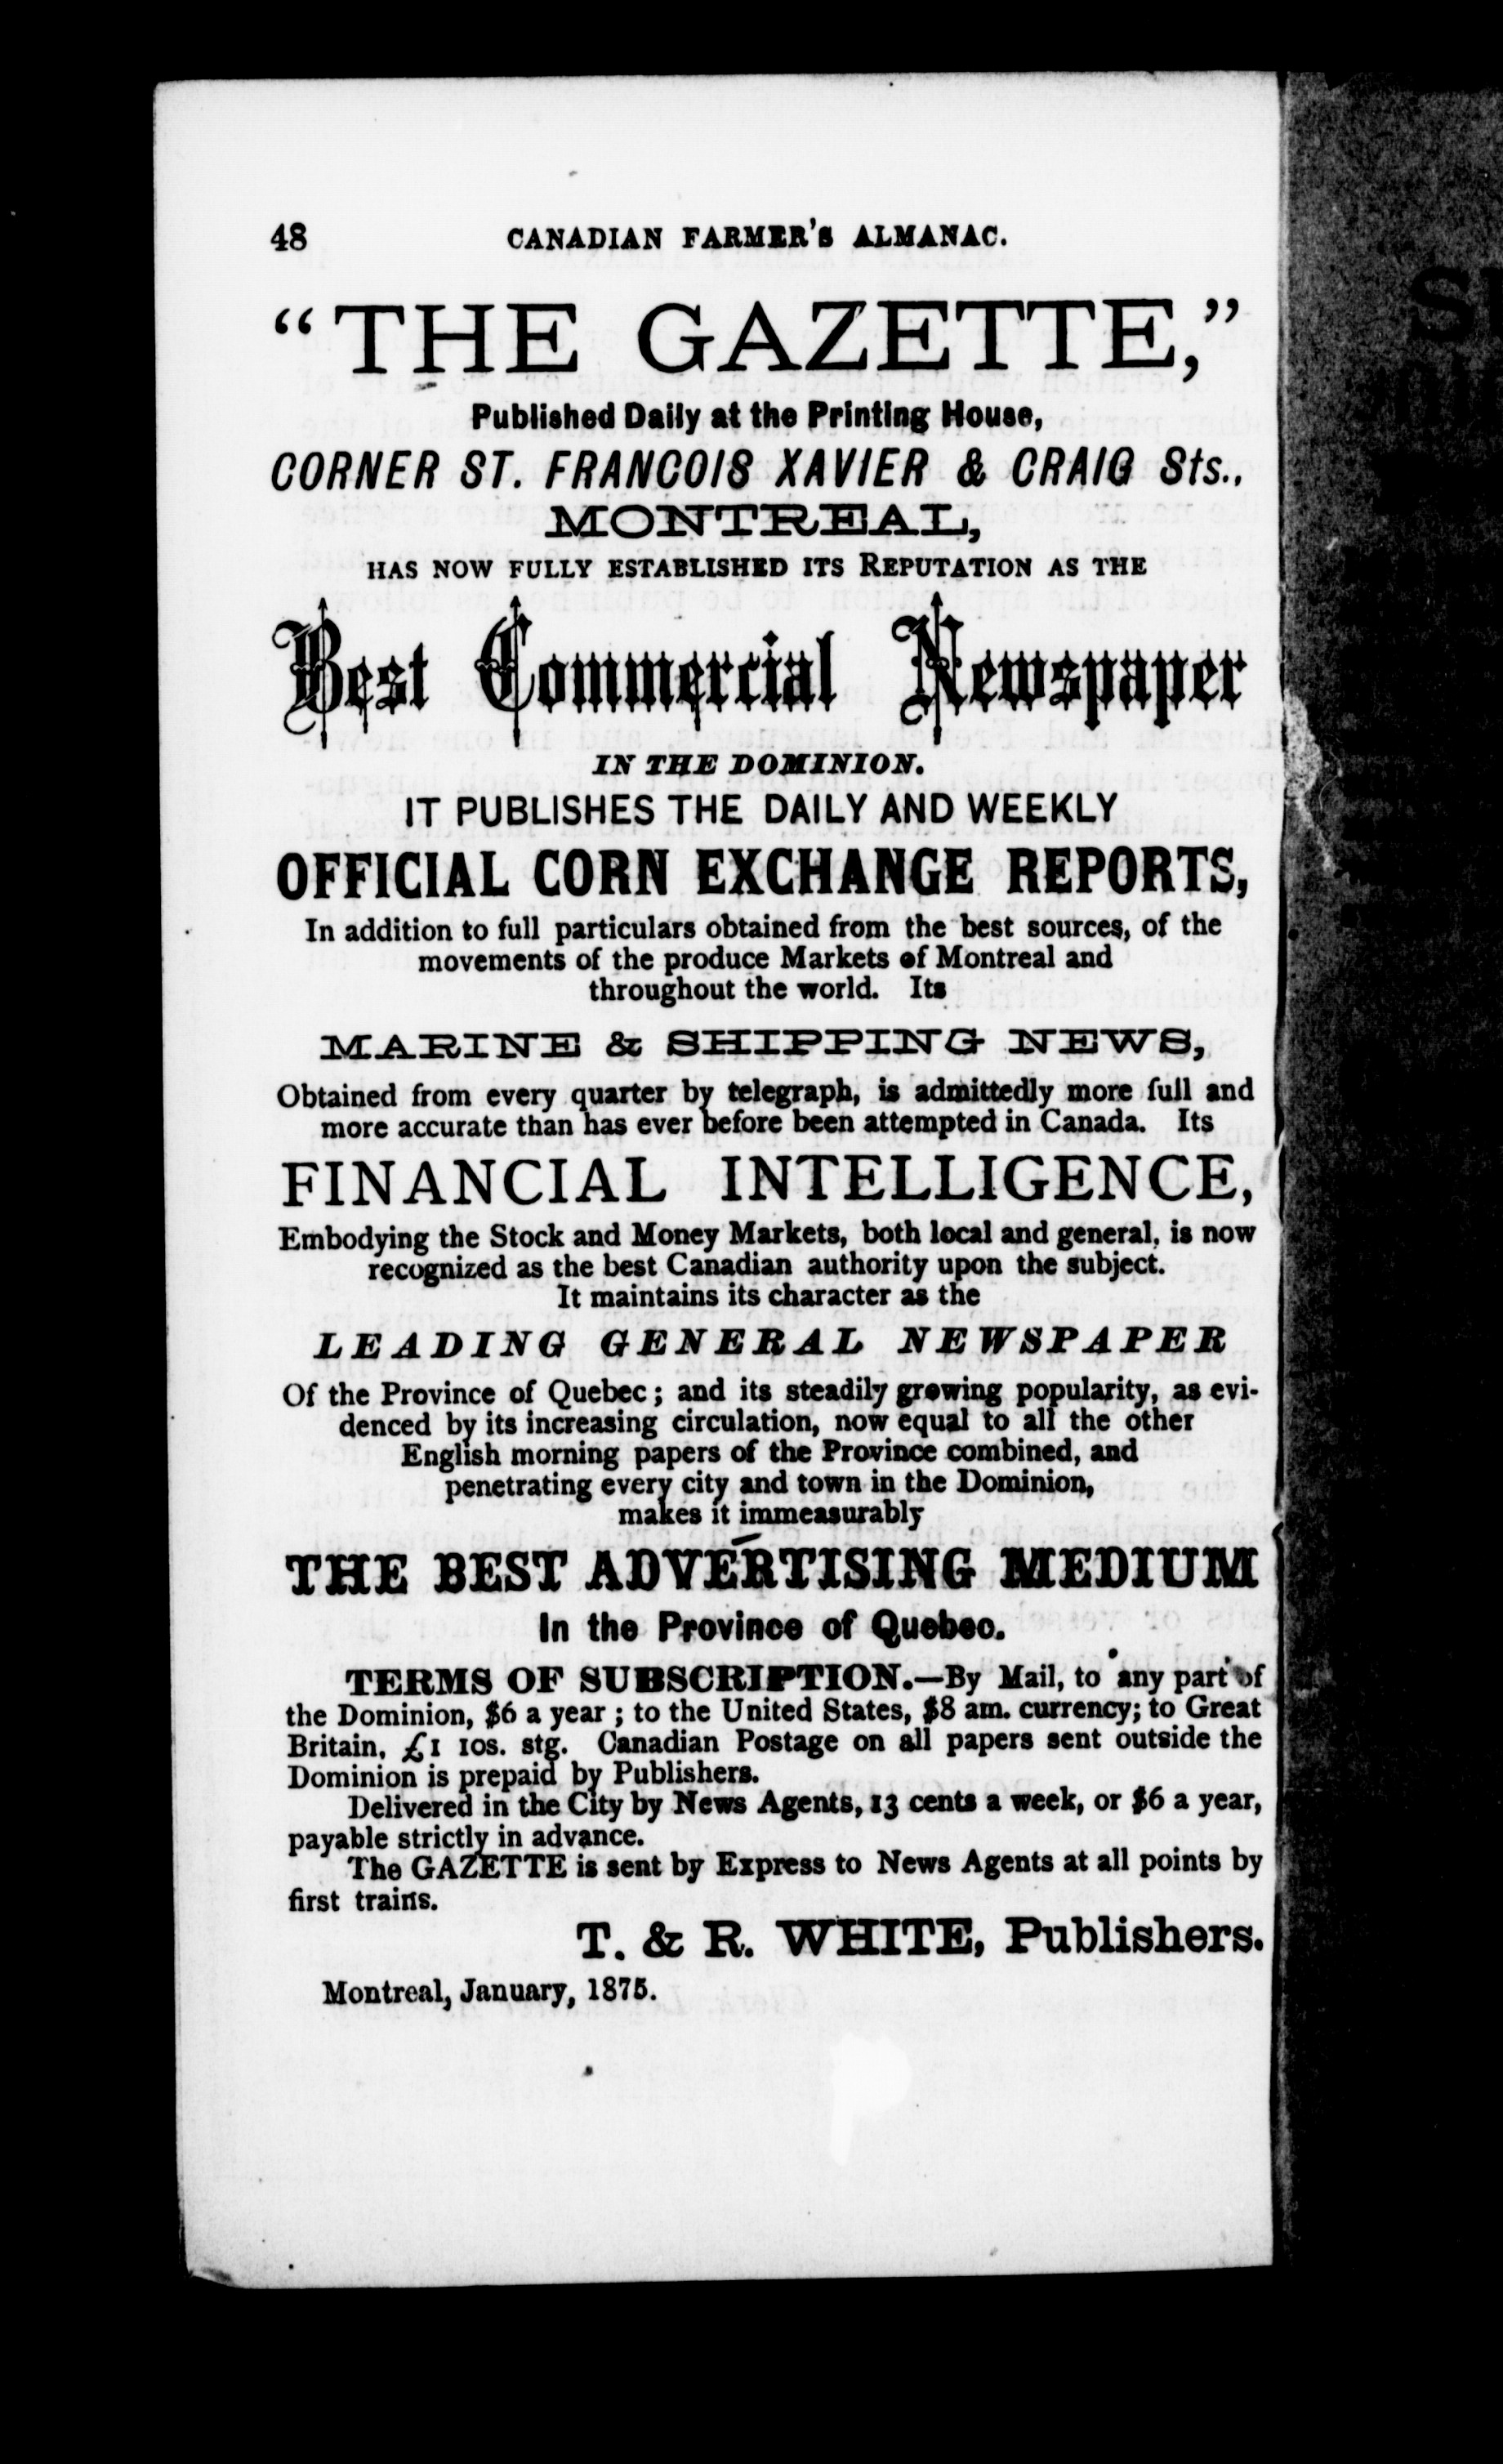 48 CANADIAN FARMER'S ALMANAC.
"THE GAZETTE,"
Published Daily at the Printing House,
CORNER ST. FRANCOIS XAVIER & CRAIG Sts.,
MONTREAL,
HAS NOW FULLY ESTABLISHED ITS REPUTATION AS THE
Best Commercial Newspaper
IN THE DOMINION.
IT PUBLISHES THE DAILY AND WEEKLY
OFFICIAL CORN EXCHANGE REPORTS,
In addition to full particulars obtained from the best sources, of the
movements of the produce Markets of Montreal and
throughout the world. Its
MARINE & SHIPPING NEWS,
Obtained from every quarter by telegraph, is admittedly more full and
more accurate than has ever before been attempted in Canada. Its
FINANCIAL INTELLIGENCE,
Embodying the Stock and Money Markets, both local and general, is now
recognized as the best Canadian authority upon the subject.
It maintains its character as the
LEADING GENERAL NEWSPAPER
Of the Province of Quebec; and its steadily growing popularity, as evi-
denced by its increasing circulation, now equal to all the other
English morning papers of the Province combined, and
penetrating every city and town in the Dominion,
makes it immeasurably
THE BEST ADVERTISING MEDIUM
In the Province of Quebec.
TERMS OF SUBSCRIPTION.—By Mail, to any part of
the Dominion, $6 a year ; to the United States, $8 am. currency; to Great
Britain, £1 10s. stg. Canadian Postage on all papers sent outside the
Dominion is prepaid by Publishers.
Delivered in the City by News Agents, 13 cents a week, or $6 a year,
payable strictly in advance.
The GAZETTE is sent by Express to News Agents at all points by
first trains.
T. & R. WHITE, Publishers.
Montreal, January, 1875.